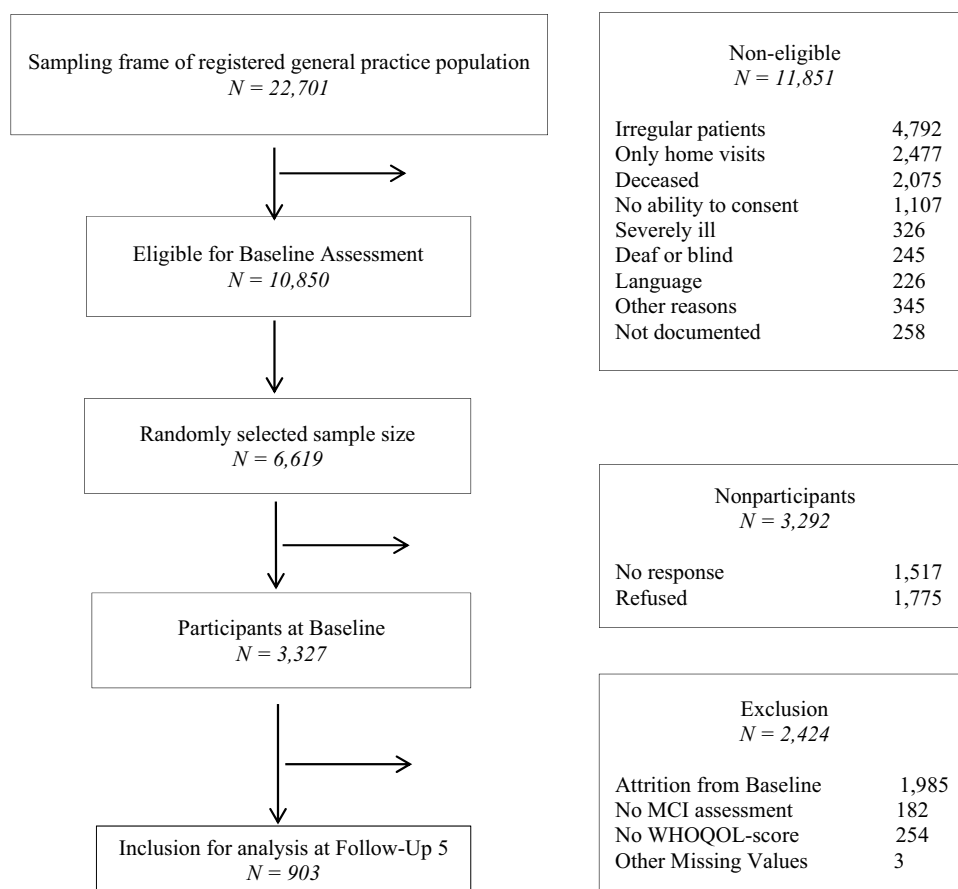 Sampling frame of registered general practice population
N = 22,701
Non-eligible
N = 11,851
Irregular patients 4,792
Only home visits 2,477
Deceased 2,075
No ability to consent 1,107
Severely ill 326
Deaf or blind 245
Language 226
Other reasons 345
Not documented 258
Eligible for Baseline Assessment
N = 10,850
Randomly selected sample size
N = 6,619
Nonparticipants
N = 3,292
No response 1,517
Refused 1,775
Participants at Baseline
N = 3,327
Exclusion
N = 2,424
Attrition from Baseline 1,985
No MCI assessment 182
No WHOQOL-score 254
Other Missing Values 3
Inclusion for analysis at Follow-Up 5
N = 903